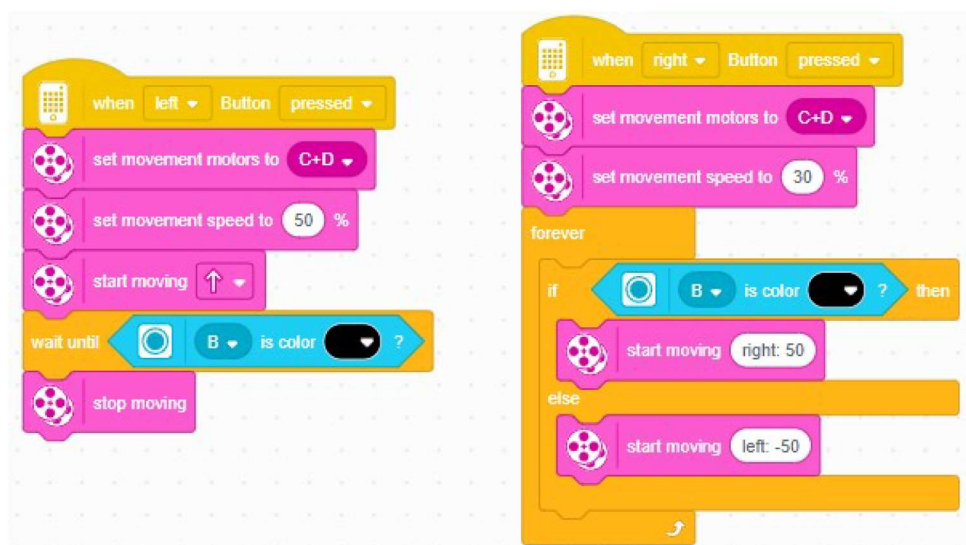 when left Button pressed
set movement motors to C+D
set movement speed to 50 %
start moving
wait until B is color ?
stop moving
when right Button pressed
set movement motors to C+D
set movement speed to 30 %
forever
if B is color ? then
start moving right: 50
else
start moving left: -50